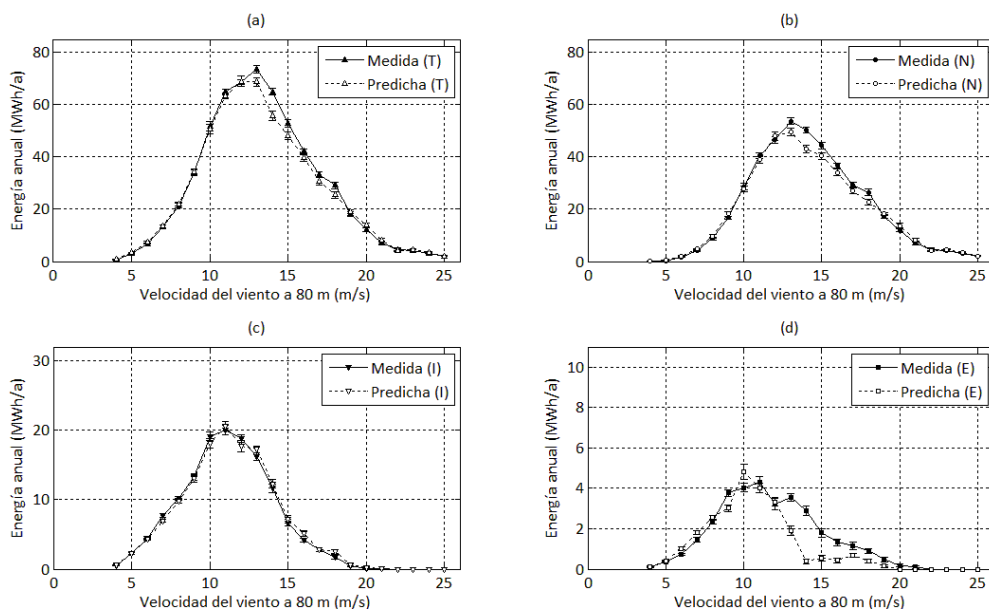 (a)
Energía anual (MWh/a)
80
60
40
20
0
Medida (T)
Predicha (T)
0 5 10 15 20 25
Velocidad del viento a 80 m (m/s)
(b)
Energía anual (MWh/a)
80
60
40
20
0
Medida (N)
Predicha (N)
0 5 10 15 20 25
Velocidad del viento a 80 m (m/s)
(c)
Energía anual (MWh/a)
30
20
10
0
Medida (I)
Predicha (I)
0 5 10 15 20 25
Velocidad del viento a 80 m (m/s)
(d)
Energía anual (MWh/a)
10
8
6
4
2
0
Medida (E)
Predicha (E)
0 5 10 15 20 25
Velocidad del viento a 80 m (m/s)